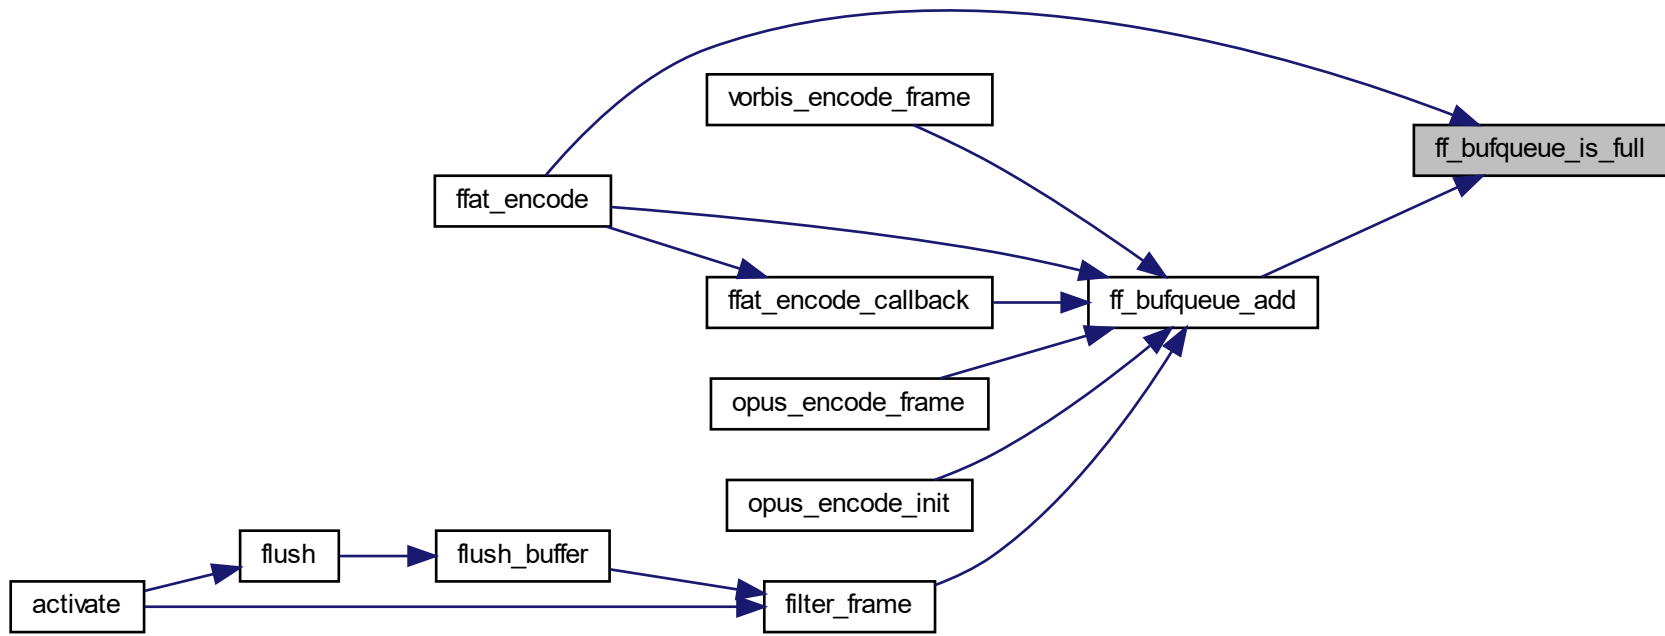 vorbis_encode_frame
ff_bufqueue_is_full
ffat_encode
ffat_encode_callback
ff_bufqueue_add
opus_encode_frame
opus_encode_init
flush
flush_buffer
activate
filter_frame